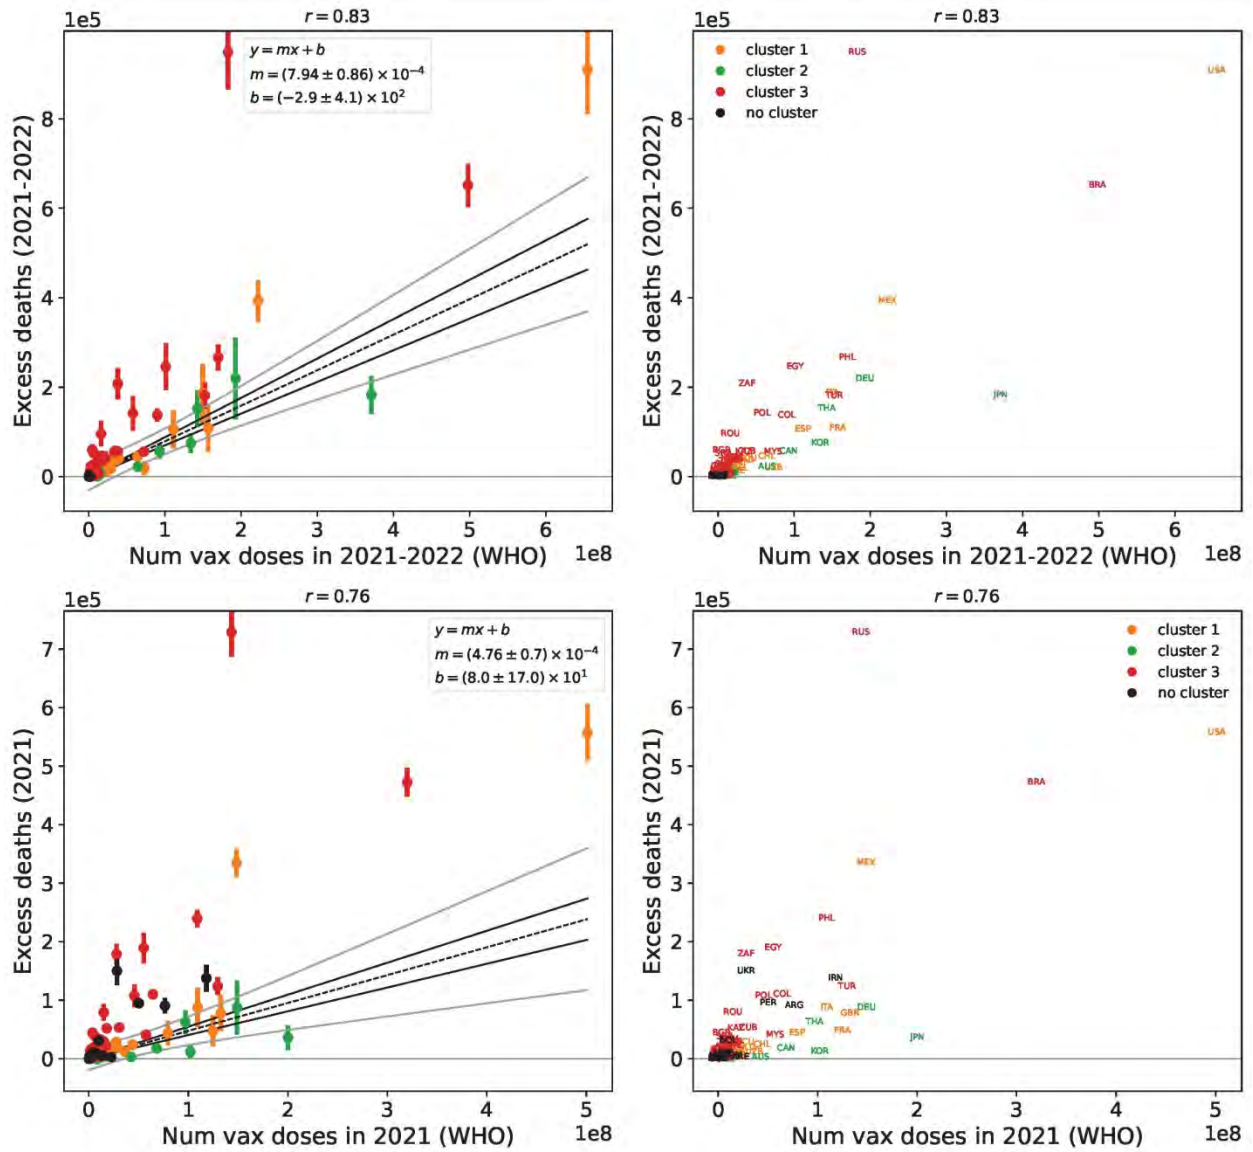 1e5
r = 0.83
y = mx + b
m = (7.94 ± 0.86) × 10⁻⁴
b = (−2.9 ± 4.1) × 10²
Excess deaths (2021-2022)
8
6
4
2
0
0 1 2 3 4 5 6
1e8
Num vax doses in 2021-2022 (WHO)
1e5
r = 0.83
cluster 1
cluster 2
cluster 3
no cluster
RUS
USA
BRA
MEX
PHL
EGY
DEU
ZAF
JPN
TUR
THA
POL
COL
ESP
FRA
ROU
KOR
CAN
MYS
CHL
AUS
Excess deaths (2021-2022)
8
6
4
2
0
0 1 2 3 4 5 6
1e8
Num vax doses in 2021-2022 (WHO)
1e5
r = 0.76
y = mx + b
m = (4.76 ± 0.7) × 10⁻⁴
b = (8.0 ± 17.0) × 10¹
Excess deaths (2021)
7
6
5
4
3
2
1
0
0 1 2 3 4 5
1e8
Num vax doses in 2021 (WHO)
1e5
r = 0.76
cluster 1
cluster 2
cluster 3
no cluster
RUS
USA
BRA
MEX
PHL
EGY
ZAF
UKR
IRN
TUR
POL
COL
PER
ARG
ITA
DEU
ROU
GBR
THA
KAZ
CUB
MYS
ESP
FRA
JPN
CHL
CAN
KOR
AUS
Excess deaths (2021)
7
6
5
4
3
2
1
0
0 1 2 3 4 5
1e8
Num vax doses in 2021 (WHO)